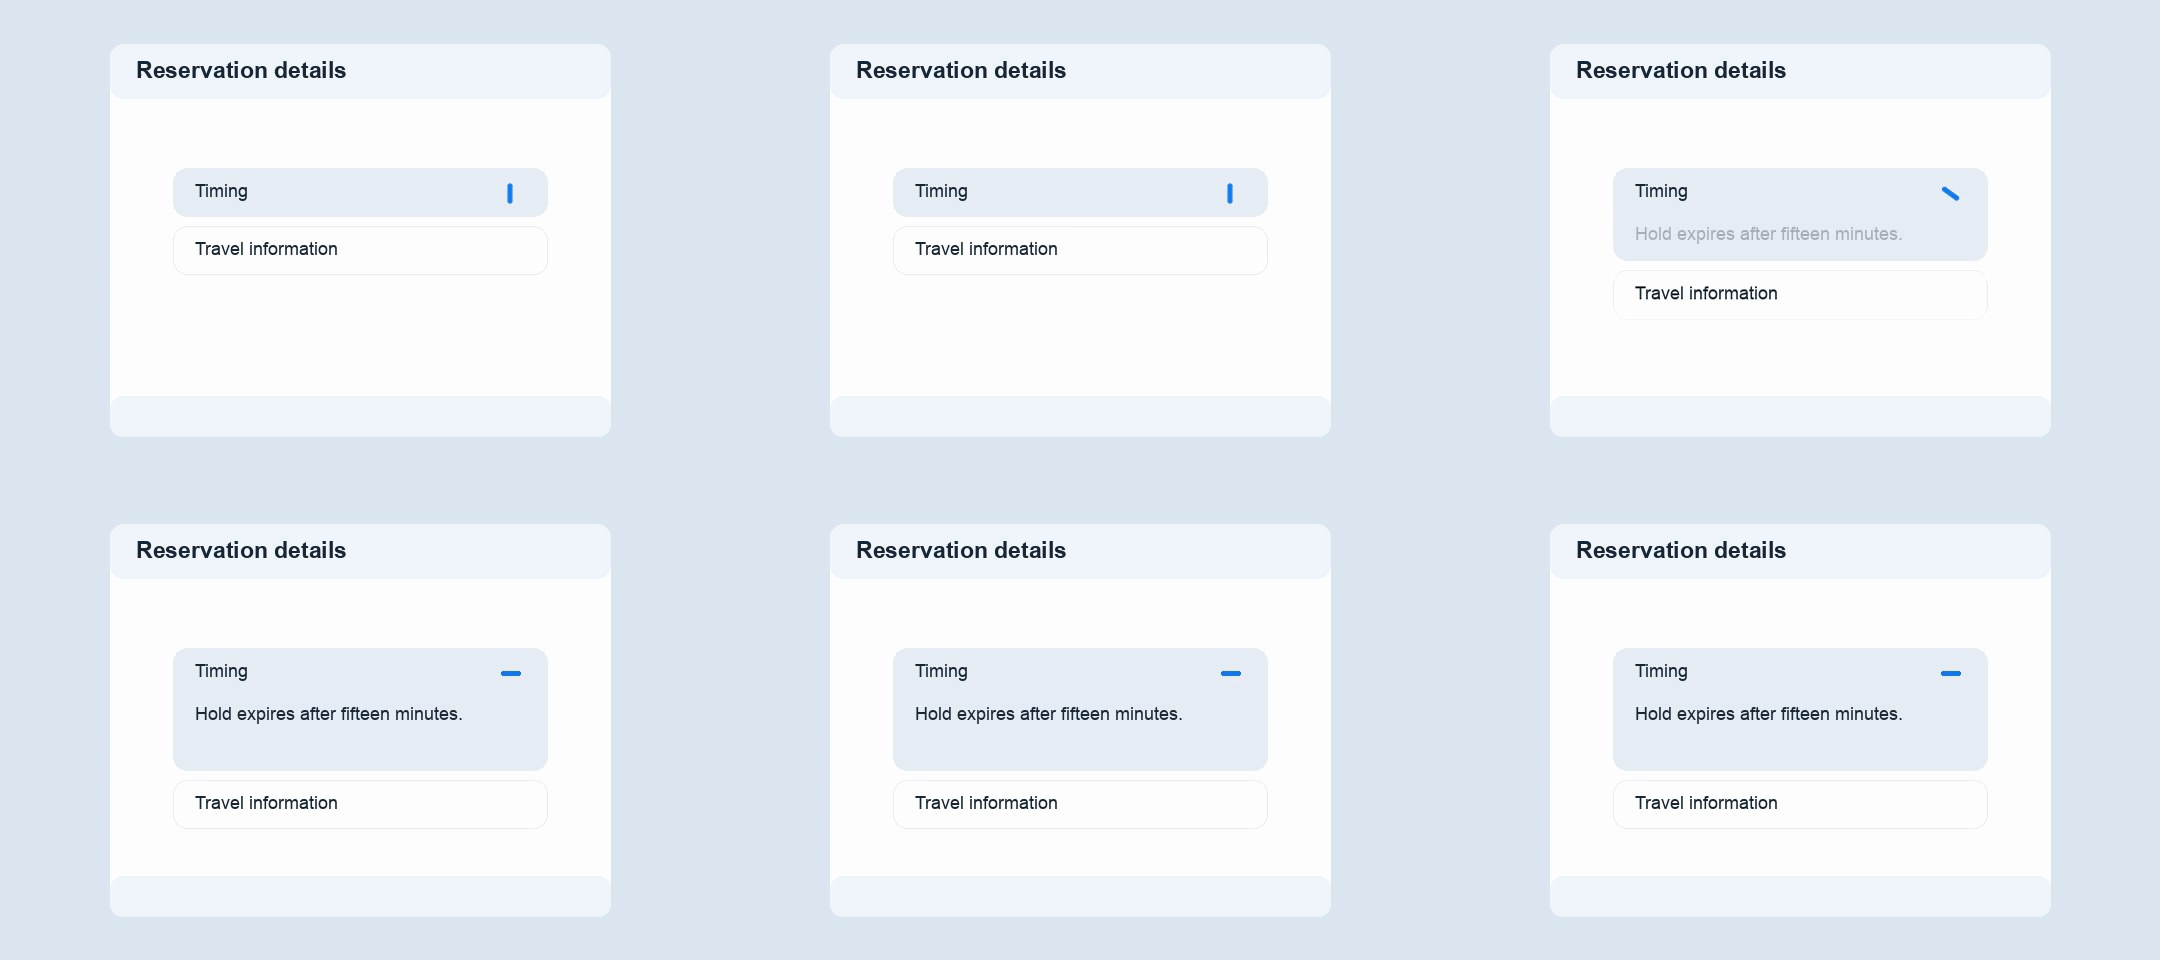 Reservation details
Timing
Travel information
Reservation details
Timing
Travel information
Reservation details
Timing
Hold expires after fifteen minutes.
Travel information
Reservation details
Timing
Hold expires after fifteen minutes.
Travel information
Reservation details
Timing
Hold expires after fifteen minutes.
Travel information
Reservation details
Timing
Hold expires after fifteen minutes.
Travel information